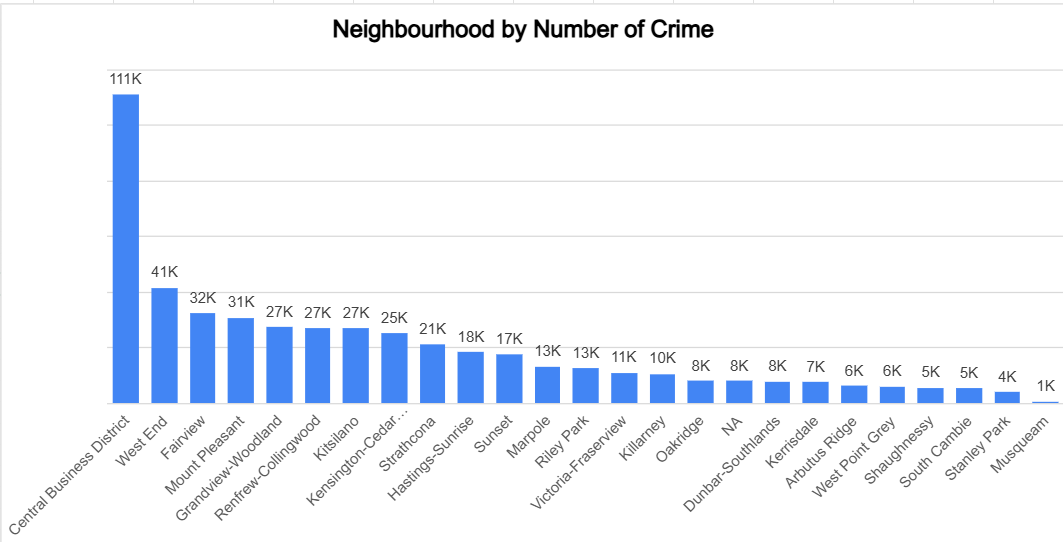 Neighbourhood by Number of Crime
111K
41K
32K
31K
27K
27K
27K
25K
21K
18K
17K
13K
13K
11K
10K
8K
8K
8K
7K
6K
6K
5K
5K
4K
1K
Central Business District
West End
Fairview
Mount Pleasant
Grandview-Woodland
Renfrew-Collingwood
Kitsilano
Kensington-Cedar...
Strathcona
Hastings-Sunrise
Sunset
Marpole
Riley Park
Victoria-Fraserview
Killarney
Oakridge
NA
Dunbar-Southlands
Kerrisdale
Arbutus Ridge
West Point Grey
Shaughnessy
South Cambie
Stanley Park
Musqueam